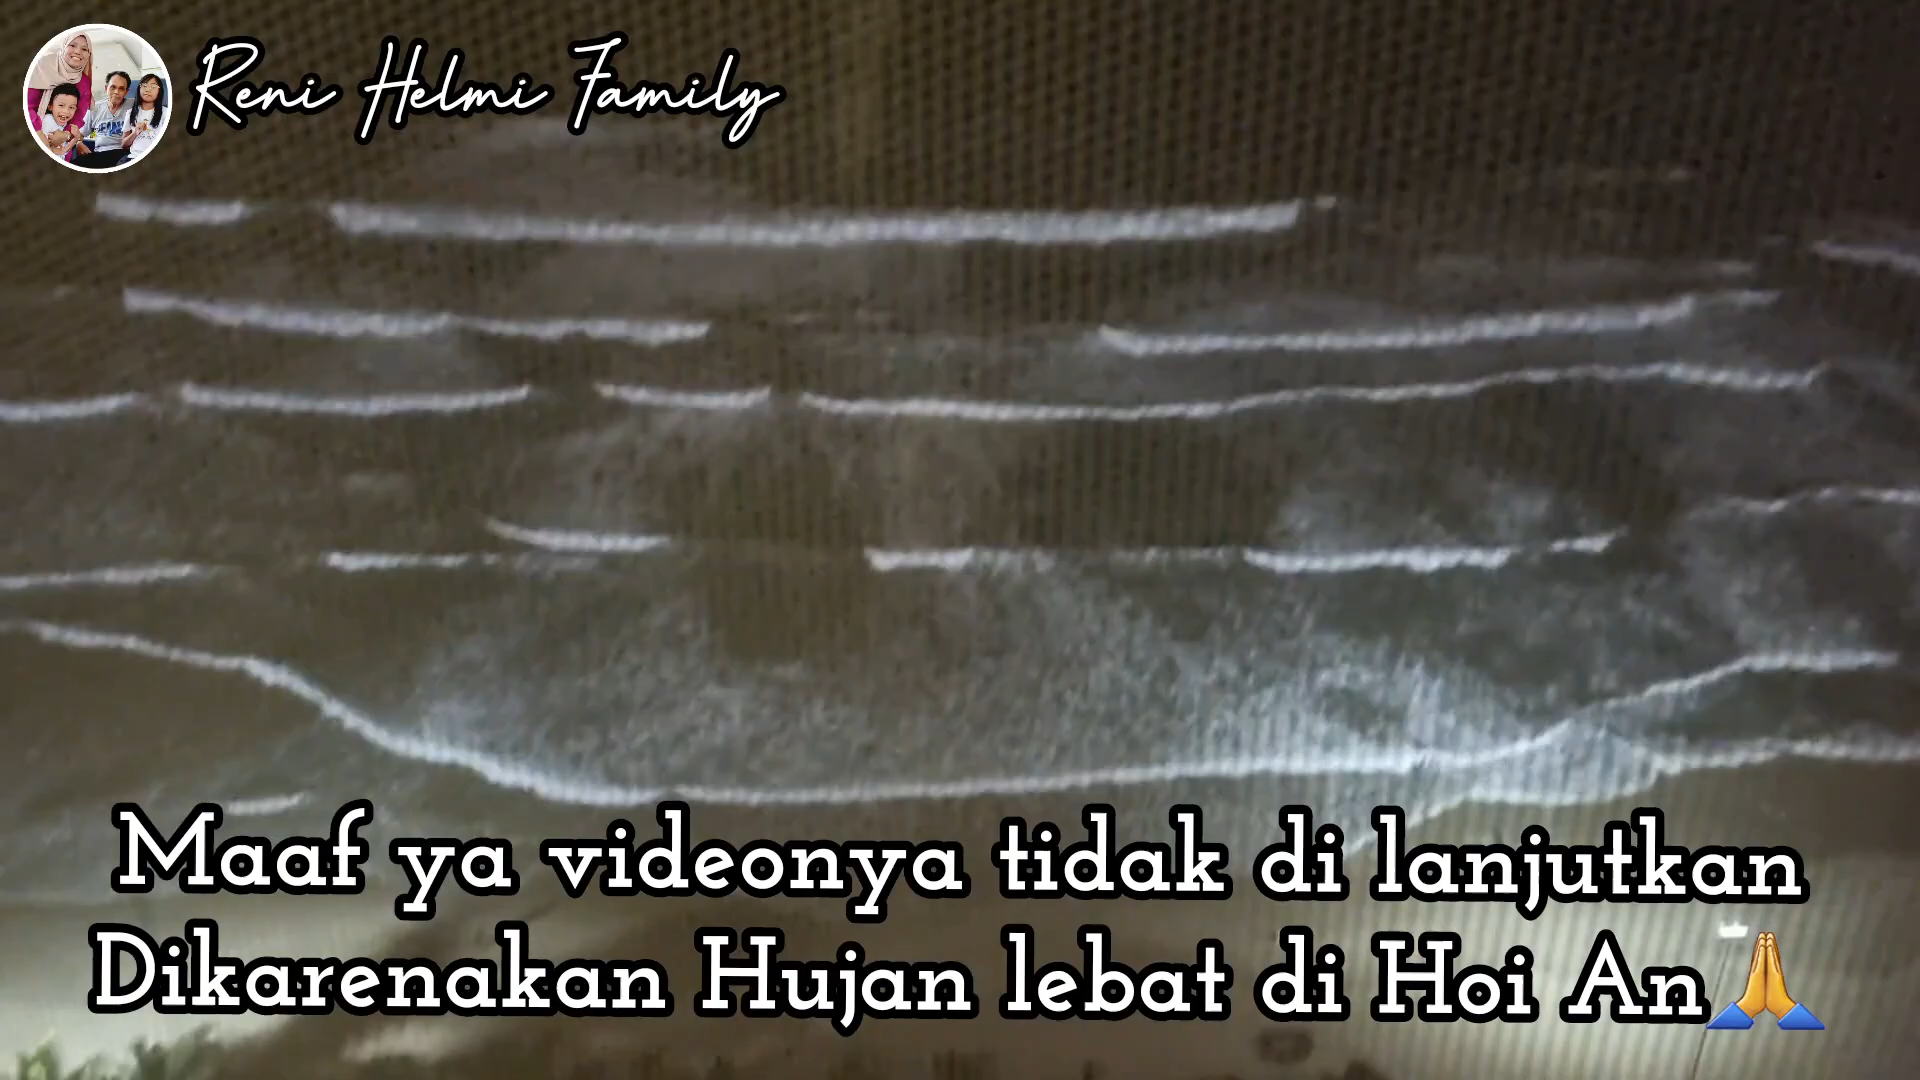 Reni Helmi Family
Maaf ya videonya tidak di lanjutkan
Dikarenakan Hujan lebat di Hoi An🙏